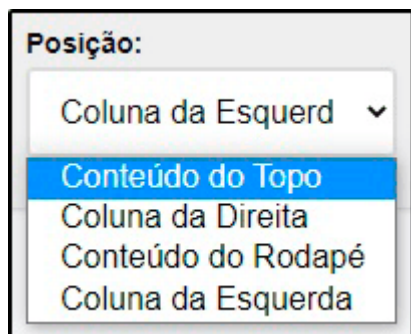 Posição:
Coluna da Esquerd
Conteúdo do Topo
Coluna da Direita
Conteúdo do Rodapé
Coluna da Esquerda